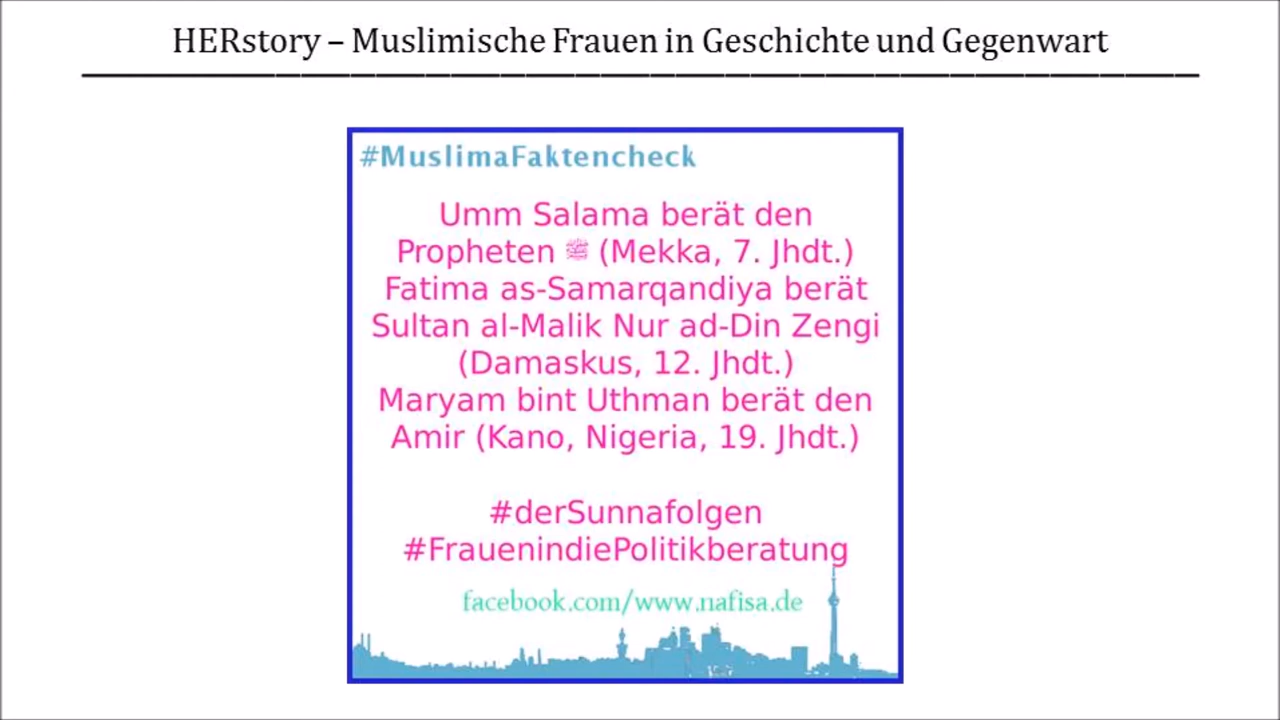 HERstory – Muslimische Frauen in Geschichte und Gegenwart
#MuslimaFaktencheck
Umm Salama berät den
Propheten ﷺ (Mekka, 7. Jhdt.)
Fatima as-Samarqandiya berät
Sultan al-Malik Nur ad-Din Zengi
(Damaskus, 12. Jhdt.)
Maryam bint Uthman berät den
Amir (Kano, Nigeria, 19. Jhdt.)
#derSunnafolgen
#FrauenindiePolitikberatung
facebook.com/www.nafisa.de